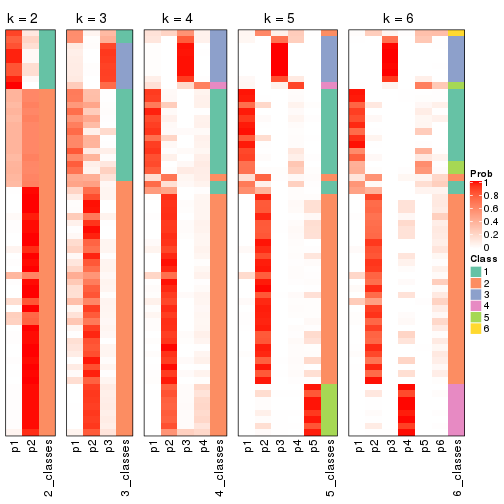 k = 2
k = 3
k = 4
k = 5
k = 6
Prob
1
0.8
0.6
0.4
0.2
0
Class
1
2
3
4
5
6
p1
p2
2_classes
p1
p2
p3
3_classes
p1
p2
p3
p4
4_classes
p1
p2
p3
p4
p5
5_classes
p1
p2
p3
p4
p5
p6
6_classes